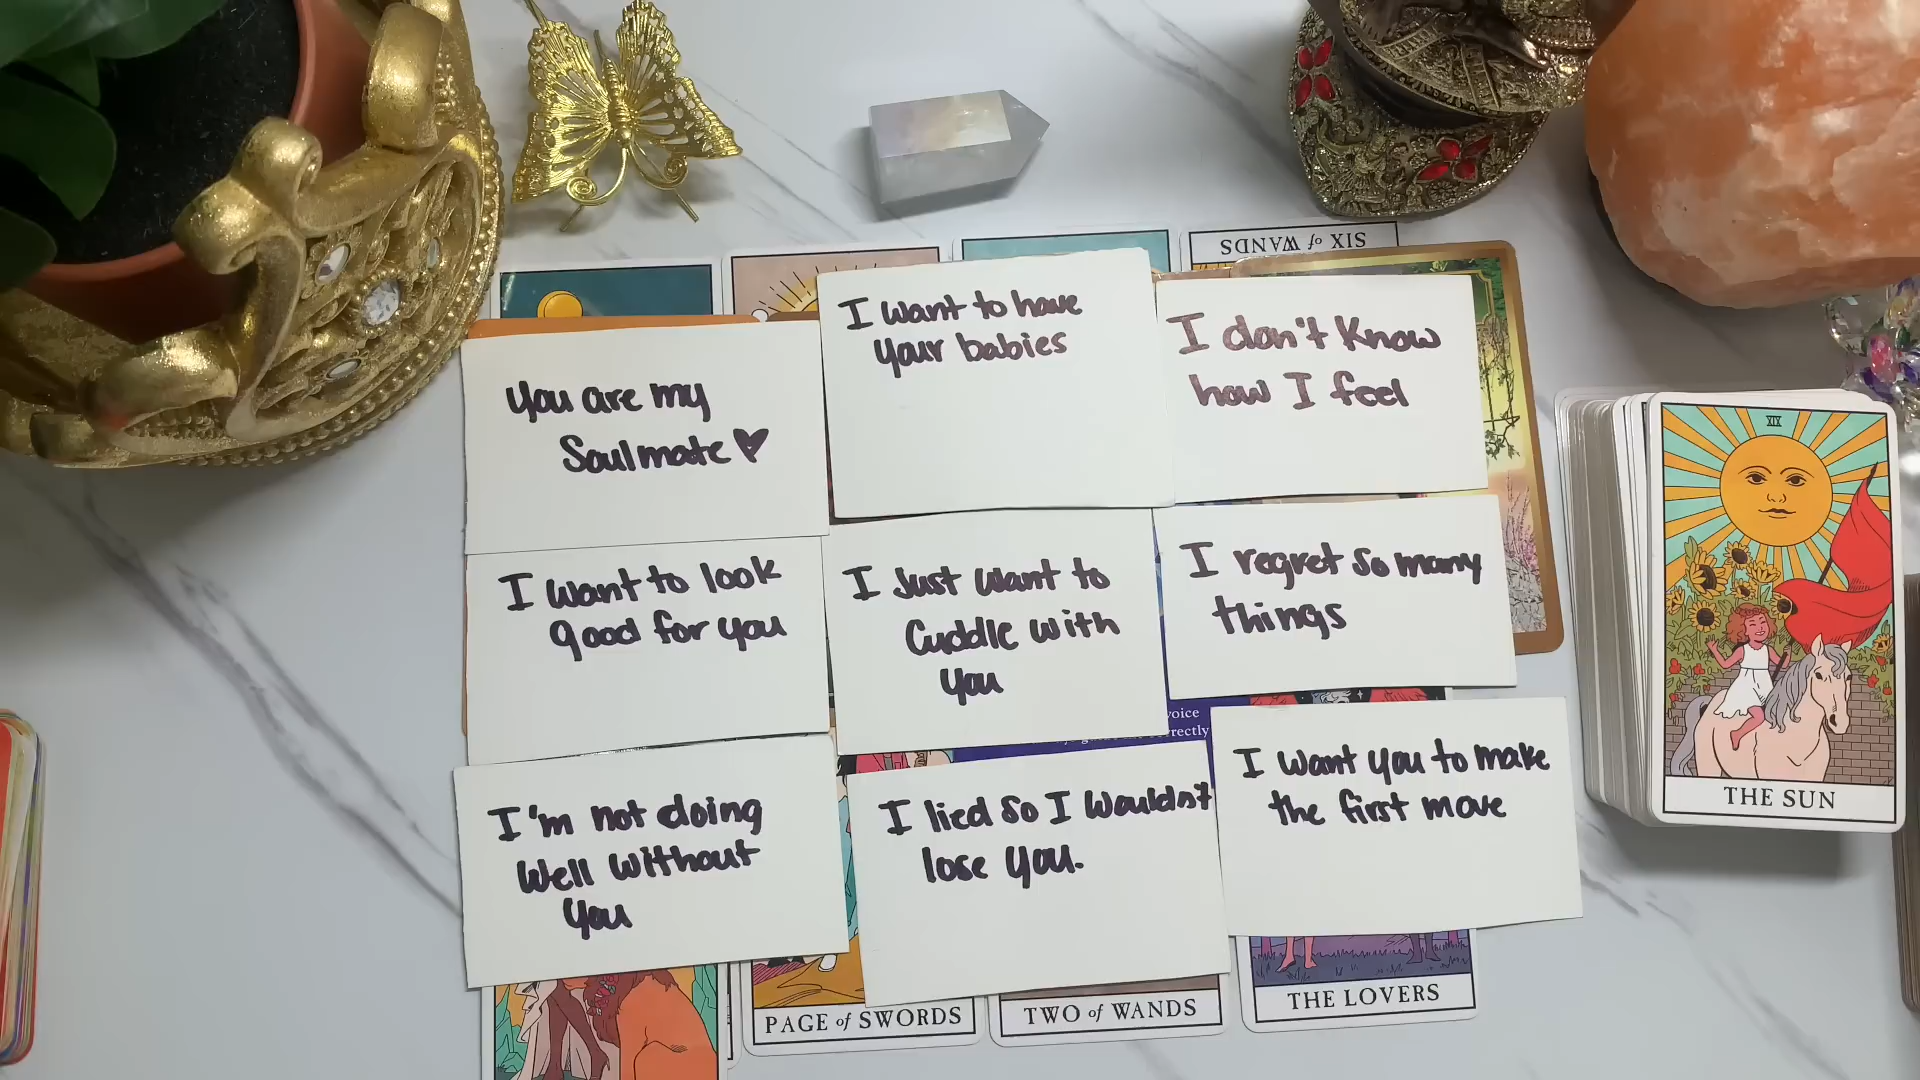 SIX of WANDS
You are my
Soulmate
I want to have
your babies
I don't know
how I feel
I want to look
good for you
I Just want to
Cuddle with
you
I regret so many
things
voice
I'm not doing
well without
you
I lied so I wouldn't
lose you.
I want you to make
the first move
PAGE of SWORDS
TWO of WANDS
THE LOVERS
XIX
THE SUN